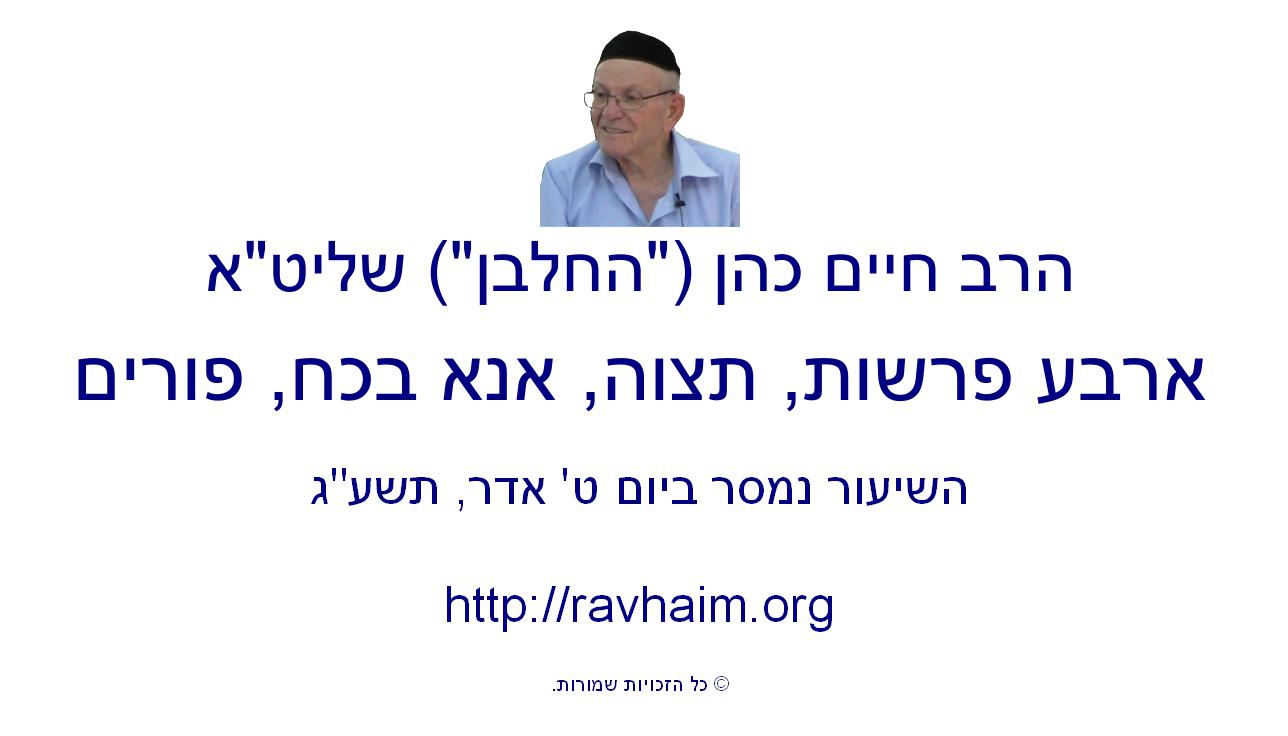 הרב חיים כהן ("החלבן") שליט"א
ארבע פרשות, תצוה, אנא בכח, פורים
השיעור נמסר ביום ט' אדר, תשע"ג
http://ravhaim.org
© כל הזכויות שמורות.